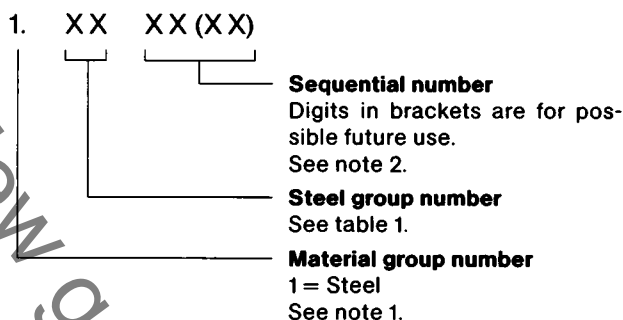 1. XX XX(XX)
Sequential number
Digits in brackets are for pos-
sible future use.
See note 2.
Steel group number
See table 1.
Material group number
1 = Steel
See note 1.